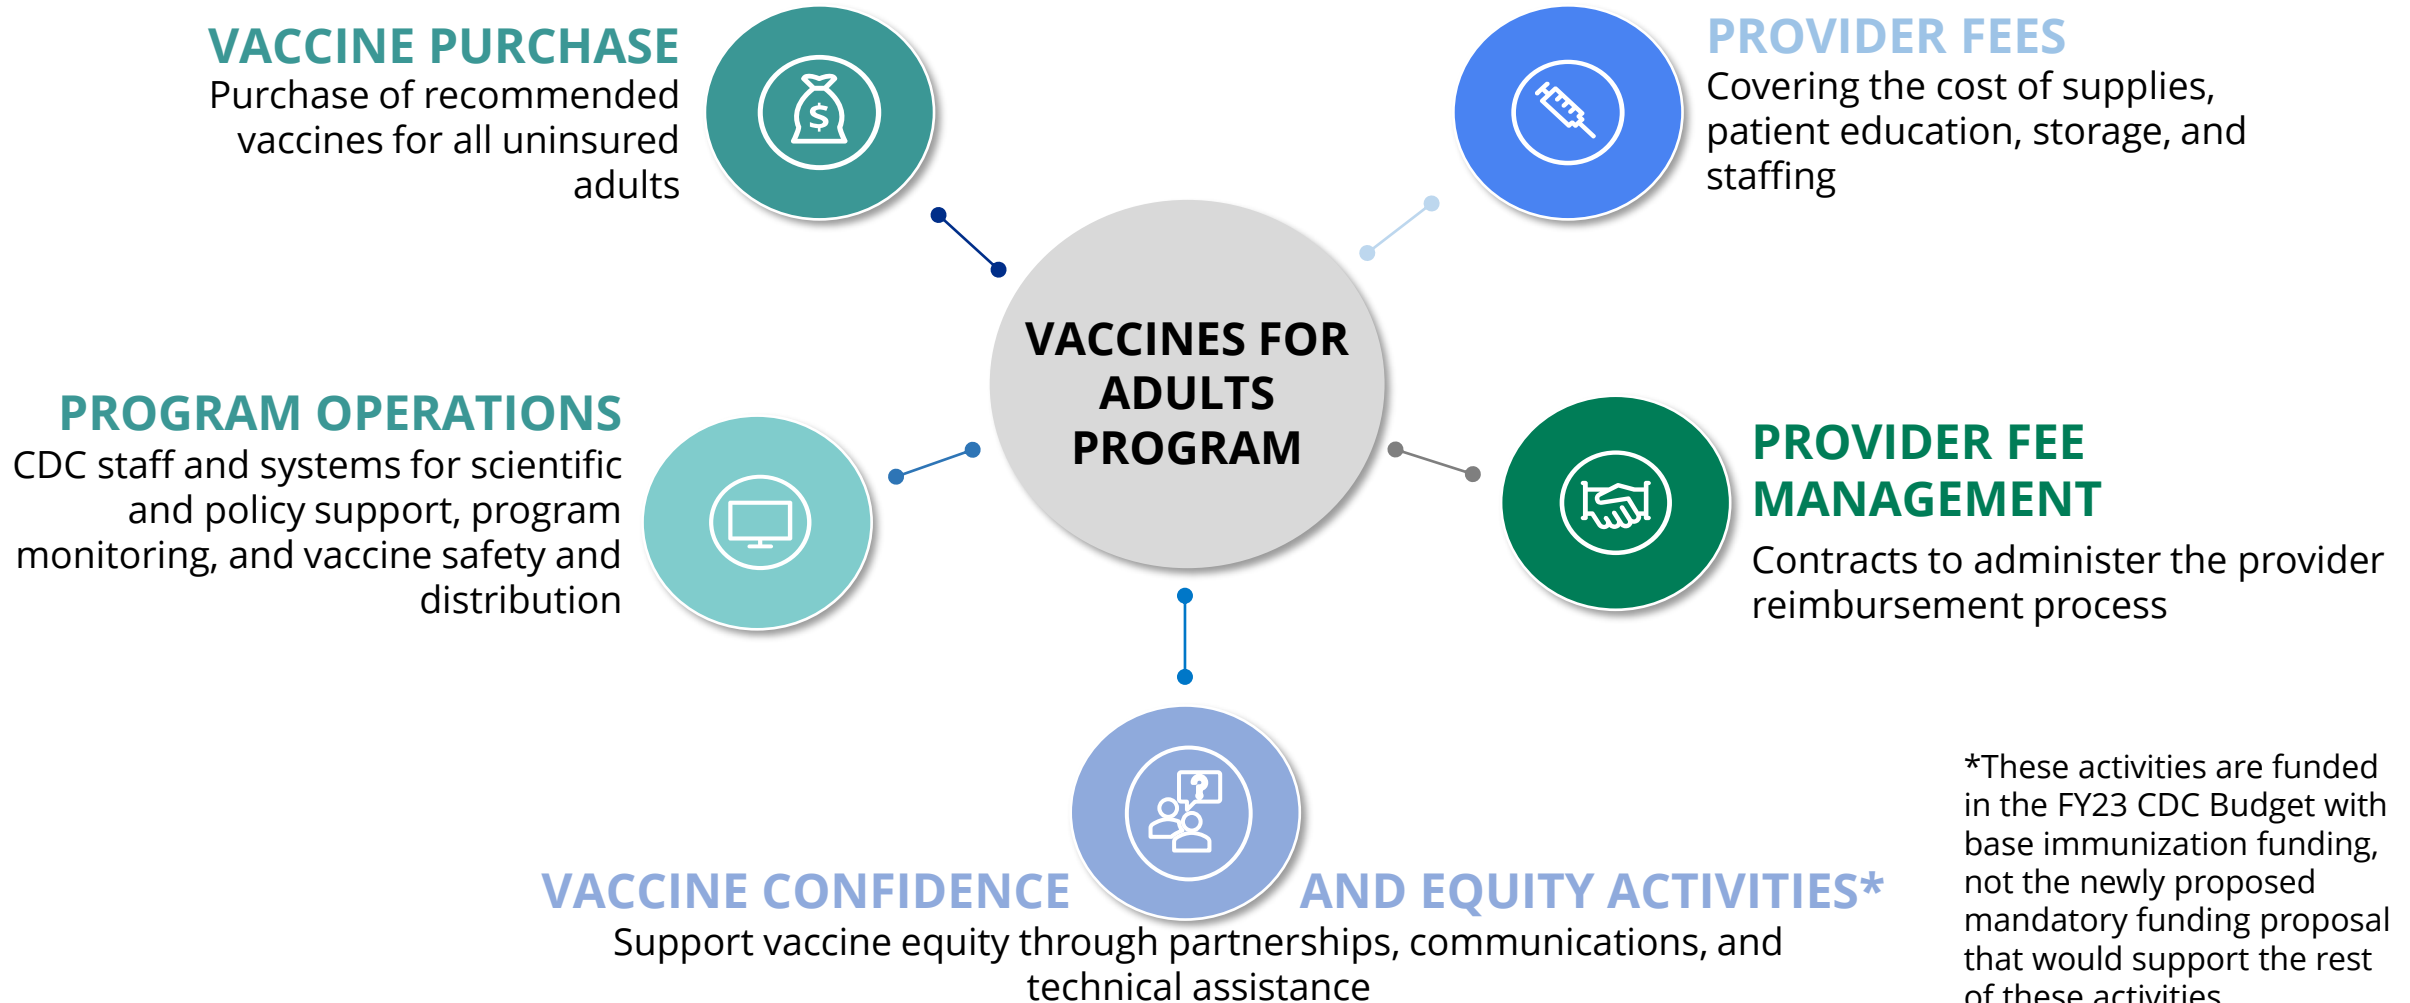 VACCINE PURCHASE
Purchase of recommended
vaccines for all uninsured
adults
$
PROVIDER FEES
Covering the cost of supplies,
patient education, storage, and
staffing
VACCINES FOR
ADULTS
PROGRAM
PROGRAM OPERATIONS
CDC staff and systems for scientific
and policy support, program
monitoring, and vaccine safety and
distribution
PROVIDER FEE
MANAGEMENT
Contracts to administer the provider
reimbursement process
?
VACCINE CONFIDENCE AND EQUITY ACTIVITIES*
Support vaccine equity through partnerships, communications, and
technical assistance
*These activities are funded
in the FY23 CDC Budget with
base immunization funding,
not the newly proposed
mandatory funding proposal
that would support the rest
of these activities